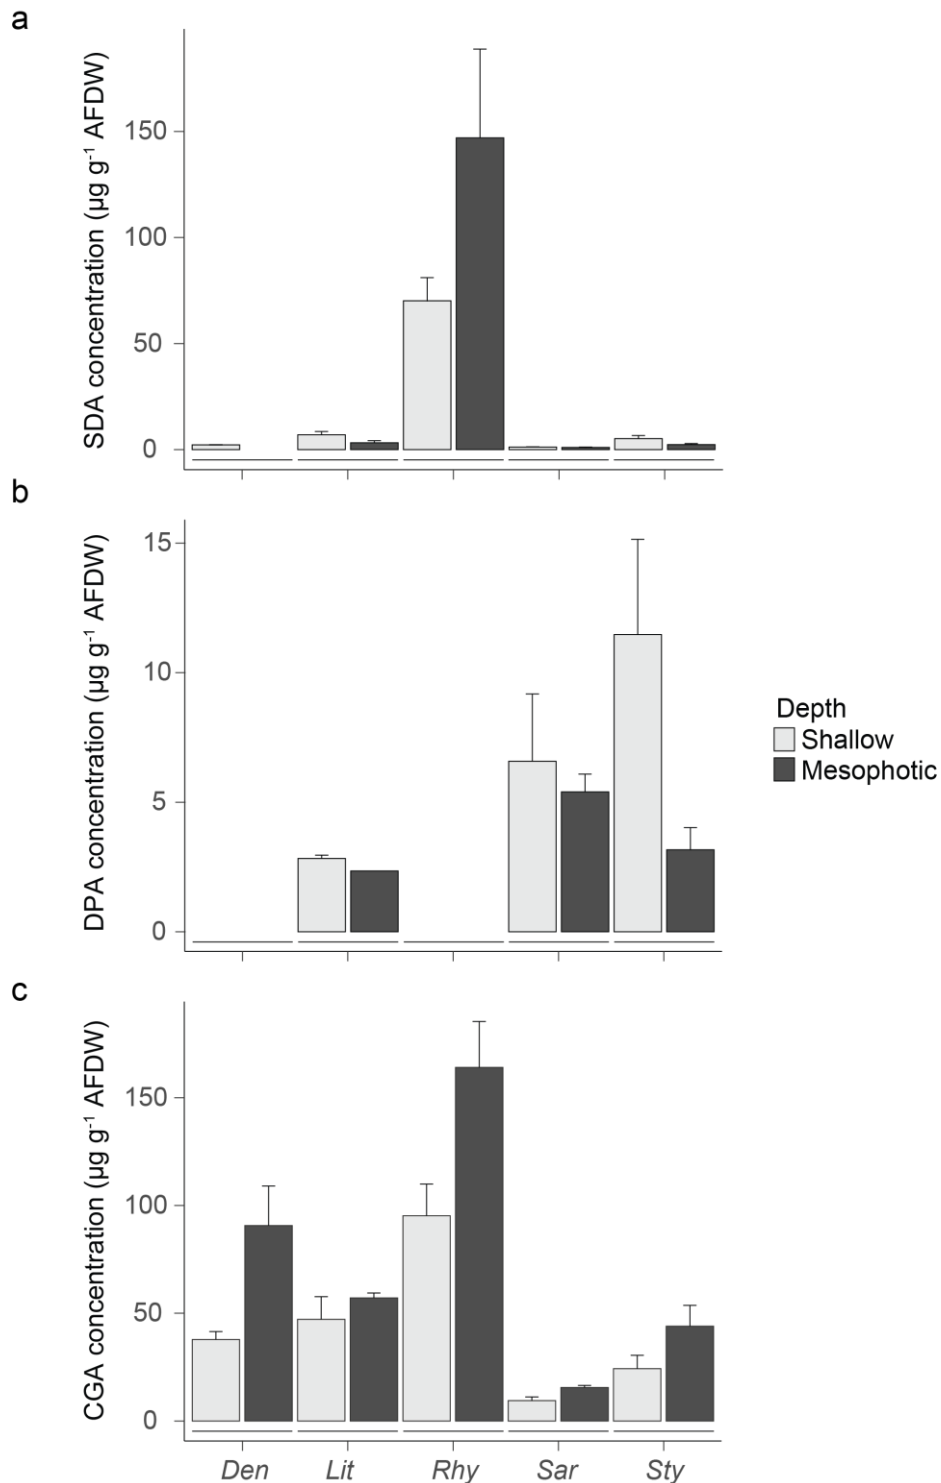 a
SDA concentration (µg g⁻¹ AFDW)
150
100
50
0
b
DPA concentration (µg g⁻¹ AFDW)
15
10
5
0
Depth
Shallow
Mesophotic
c
CGA concentration (µg g⁻¹ AFDW)
150
100
50
0
Den Lit Rhy Sar Sty